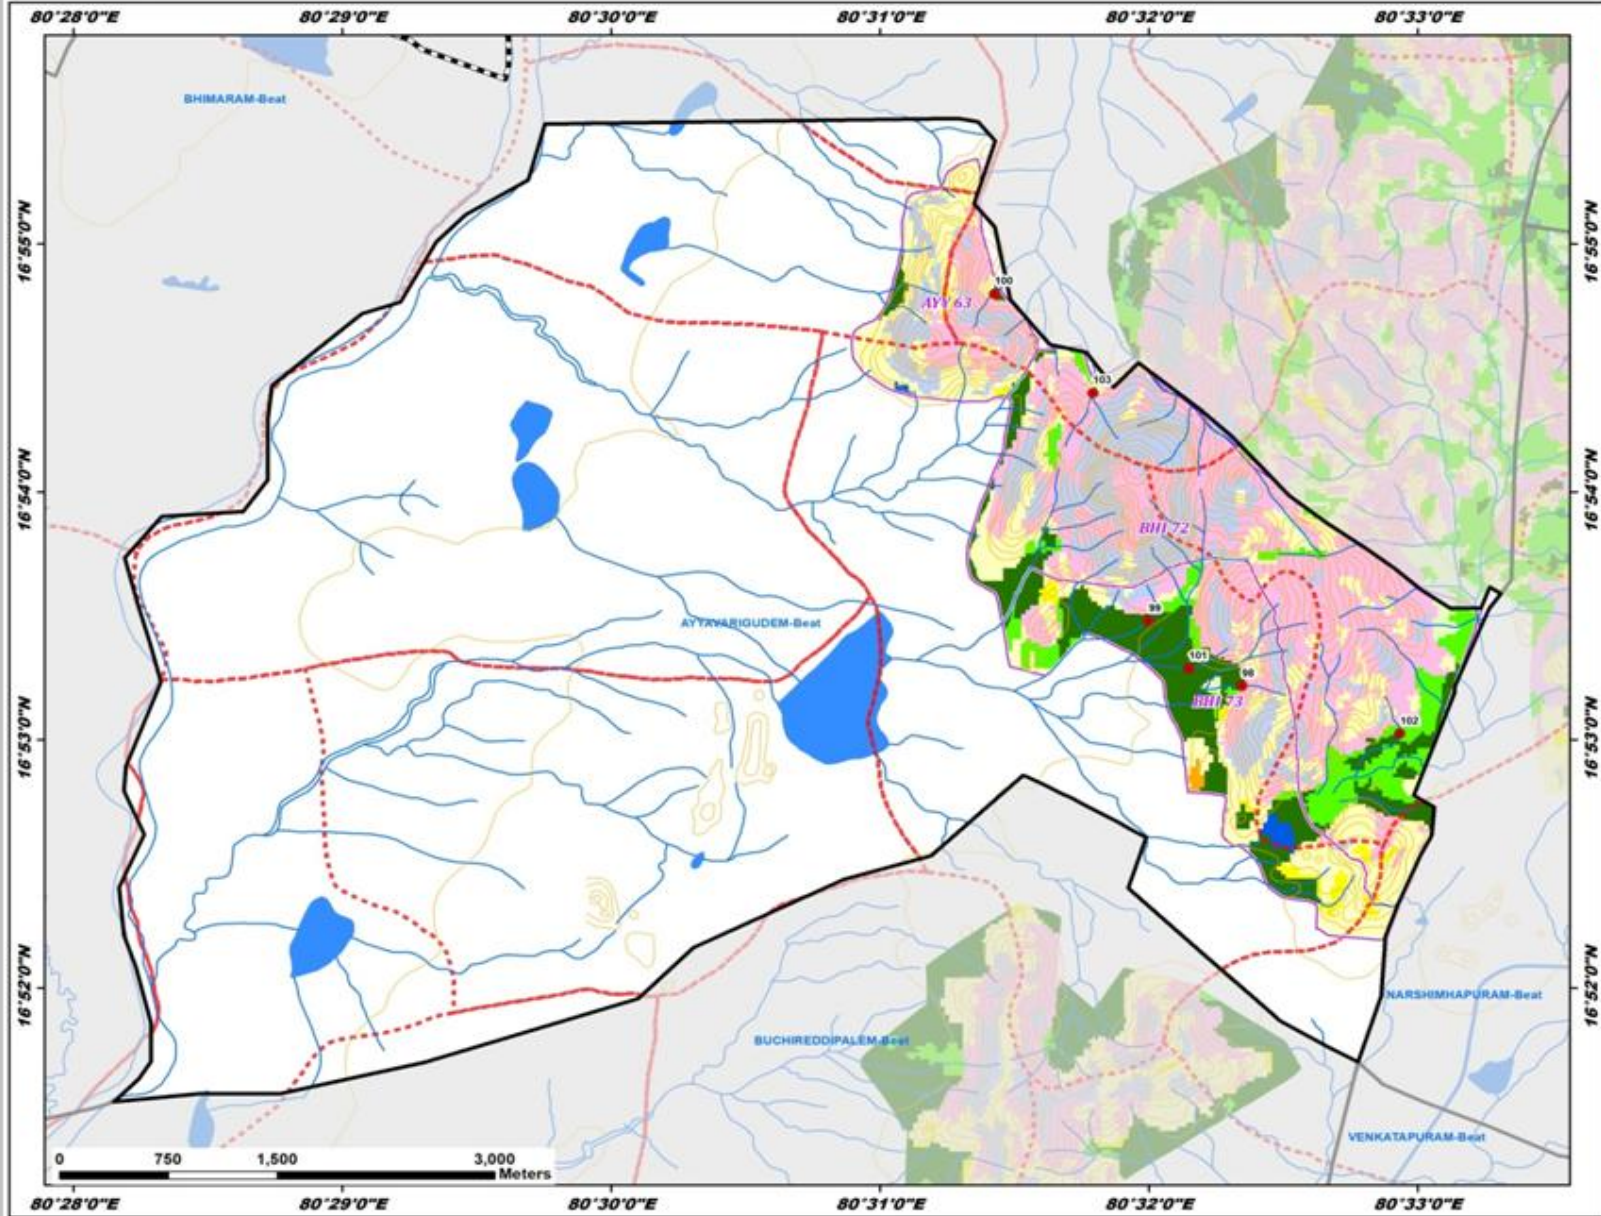 80°28'0"E 80°29'0"E 80°30'0"E 80°31'0"E 80°32'0"E 80°33'0"E
BHIMARAM-Beat
16°55'0"N 16°55'0"N
100
AYY 63
103
16°54'0"N 16°54'0"N
BHI 72
99
AYYAVARIGUDEM-Beat
101
98
BHI 73
102
16°53'0"N 16°53'0"N
16°52'0"N 16°52'0"N
NARSHIMHAPURAM-Beat
BUCHIREDDIPALEM-Beat
VENKATAPURAM-Beat
0 750 1,500 3,000
Meters
80°28'0"E 80°29'0"E 80°30'0"E 80°31'0"E 80°32'0"E 80°33'0"E